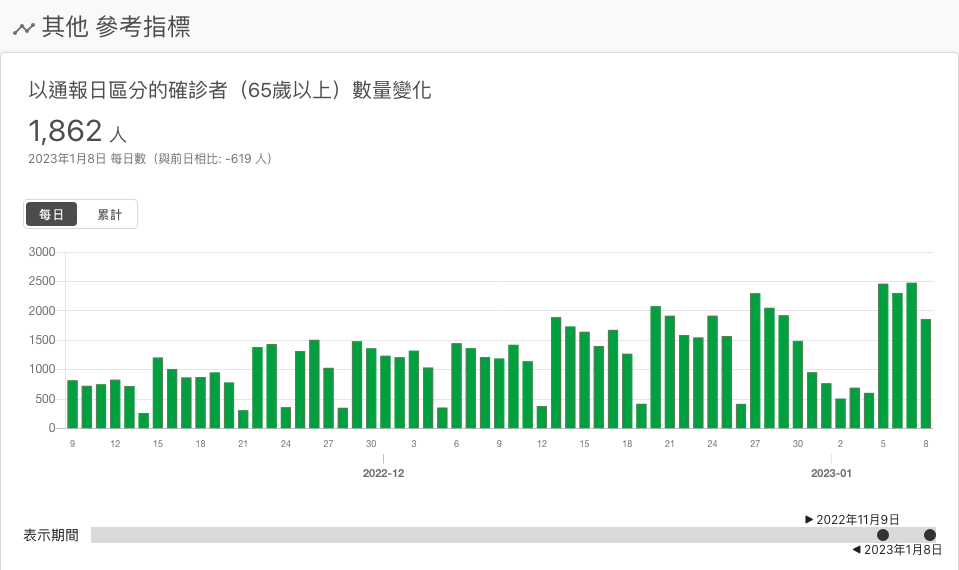 其他 參考指標
以通報日區分的確診者（65歲以上）數量變化
1,862 人
2023年1月8日 每日數（與前日相比: -619 人）
每日 累計
3000
2500
2000
1500
1000
500
0
9 12 15 18 21 24 27 30 3 6 9 12 15 18 21 24 27 30 2 5 8
2022-12 2023-01
▶ 2022年11月9日
表示期間
◀ 2023年1月8日